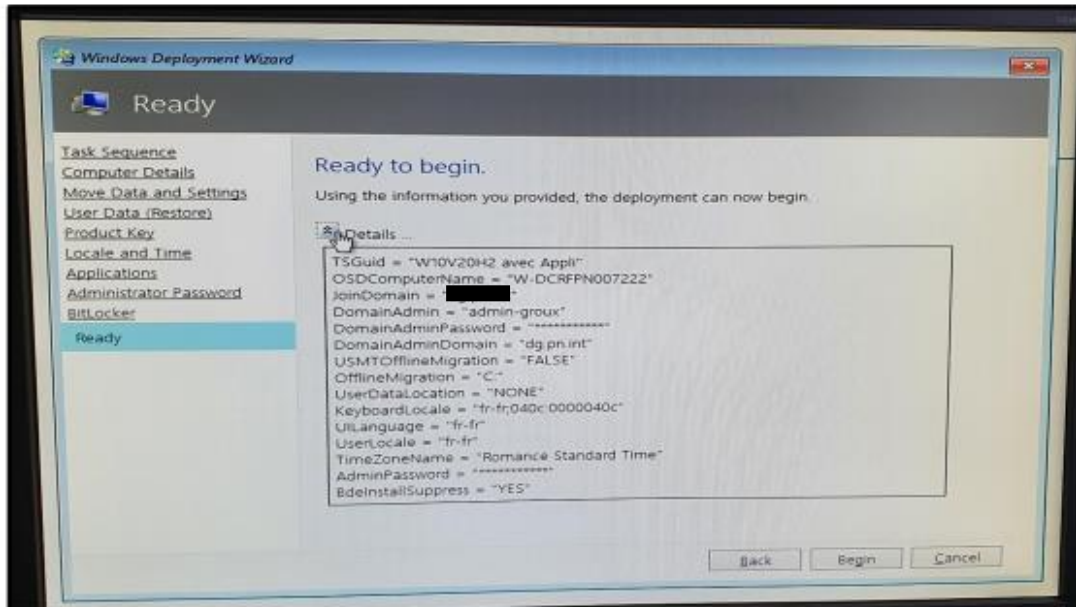 Windows Deployment Wizard
Ready
Task Sequence
Computer Details
Move Data and Settings
User Data (Restore)
Product Key
Locale and Time
Applications
Administrator Password
BitLocker
Ready
Ready to begin.
Using the information you provided, the deployment can now begin.
Details ...
TSGuid = "W10V20H2 avec Appli"
OSDComputerName = "W-DCRFPN007222"
JoinDomain = "
DomainAdmin = "admin-groux"
DomainAdminPassword = "***********"
DomainAdminDomain = "dg.pn.int"
USMTOfflineMigration = "FALSE"
OfflineMigration = "C:"
UserDataLocation = "NONE"
KeyboardLocale = "fr-fr;040c:0000040c"
UILanguage = "fr-fr"
UserLocale = "fr-fr"
TimeZoneName = "Romance Standard Time"
AdminPassword = "***********"
BdeInstallSuppress = "YES"
Back Begin Cancel